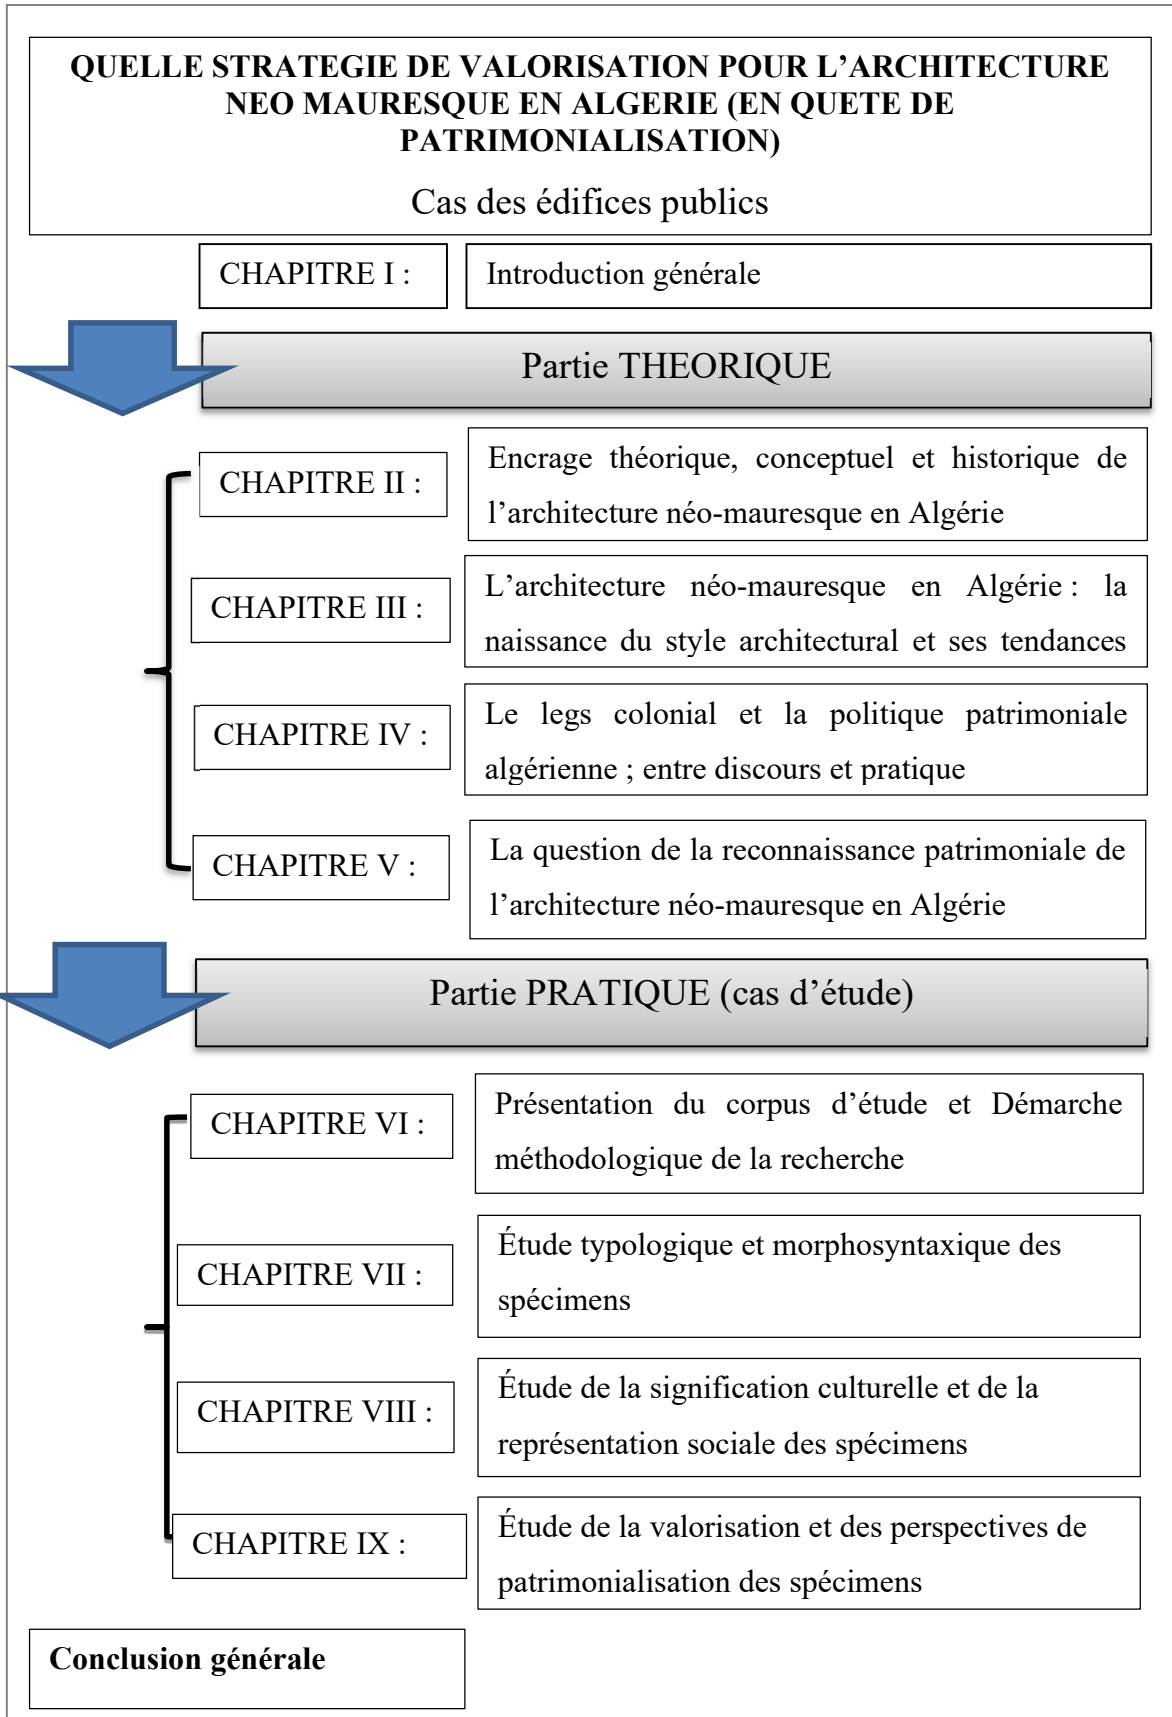 QUELLE STRATEGIE DE VALORISATION POUR L’ARCHITECTURE
NEO MAURESQUE EN ALGERIE (EN QUETE DE
PATRIMONIALISATION)
Cas des édifices publics
CHAPITRE I :
Introduction générale
Partie THEORIQUE
CHAPITRE II :
Encrage théorique, conceptuel et historique de
l’architecture néo-mauresque en Algérie
CHAPITRE III :
L’architecture néo-mauresque en Algérie : la
naissance du style architectural et ses tendances
CHAPITRE IV :
Le legs colonial et la politique patrimoniale
algérienne ; entre discours et pratique
CHAPITRE V :
La question de la reconnaissance patrimoniale de
l’architecture néo-mauresque en Algérie
Partie PRATIQUE (cas d’étude)
CHAPITRE VI :
Présentation du corpus d’étude et Démarche
méthodologique de la recherche
CHAPITRE VII :
Étude typologique et morphosyntaxique des
spécimens
CHAPITRE VIII :
Étude de la signification culturelle et de la
représentation sociale des spécimens
CHAPITRE IX :
Étude de la valorisation et des perspectives de
patrimonialisation des spécimens
Conclusion générale